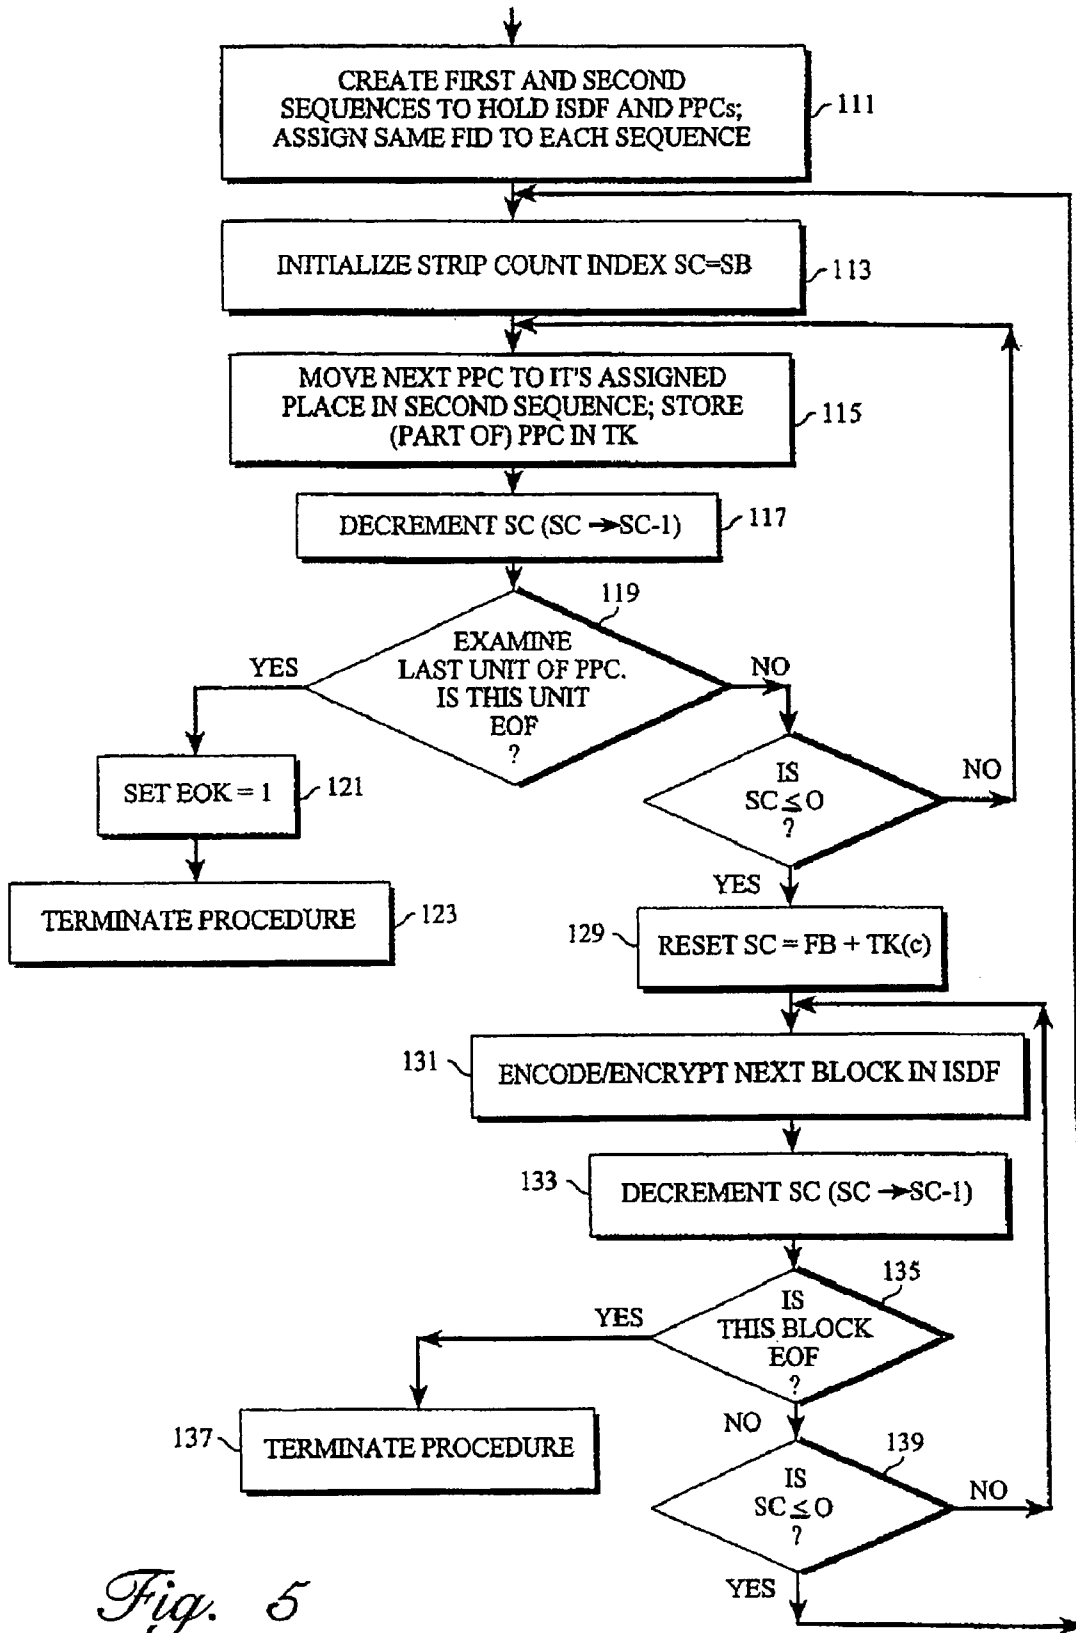 CREATE FIRST AND SECOND
SEQUENCES TO HOLD ISDF AND PPCs;
ASSIGN SAME FID TO EACH SEQUENCE
111
INITIALIZE STRIP COUNT INDEX SC=SB
113
MOVE NEXT PPC TO IT'S ASSIGNED
PLACE IN SECOND SEQUENCE; STORE
(PART OF) PPC IN TK
115
DECREMENT SC (SC →SC-1)
117
119
EXAMINE
LAST UNIT OF PPC.
IS THIS UNIT
EOF
?
YES
NO
SET EOK = 1
121
IS
SC ≤ O
?
NO
YES
TERMINATE PROCEDURE
123
129
RESET SC = FB + TK(c)
131
ENCODE/ENCRYPT NEXT BLOCK IN ISDF
133
DECREMENT SC (SC →SC-1)
135
IS
THIS BLOCK
EOF
?
YES
NO
137
TERMINATE PROCEDURE
139
IS
SC ≤ O
?
NO
YES
Fig. 5